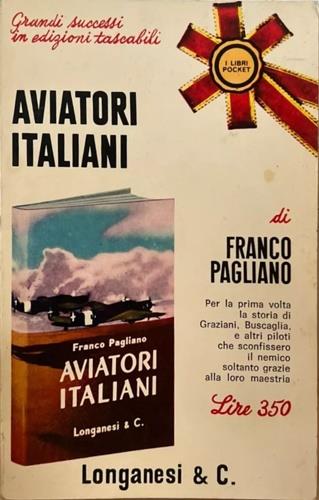 Grandi successi
in edizioni tascabili
I LIBRI
POCKET
AVIATORI
ITALIANI
di
FRANCO
PAGLIANO
Per la prima volta
la storia di
Graziani, Buscaglia,
e altri piloti
che sconfissero
il nemico
soltanto grazie
alla loro maestria
Lire 350
Franco Pagliano
AVIATORI
ITALIANI
Longanesi & C.
Longanesi & C.